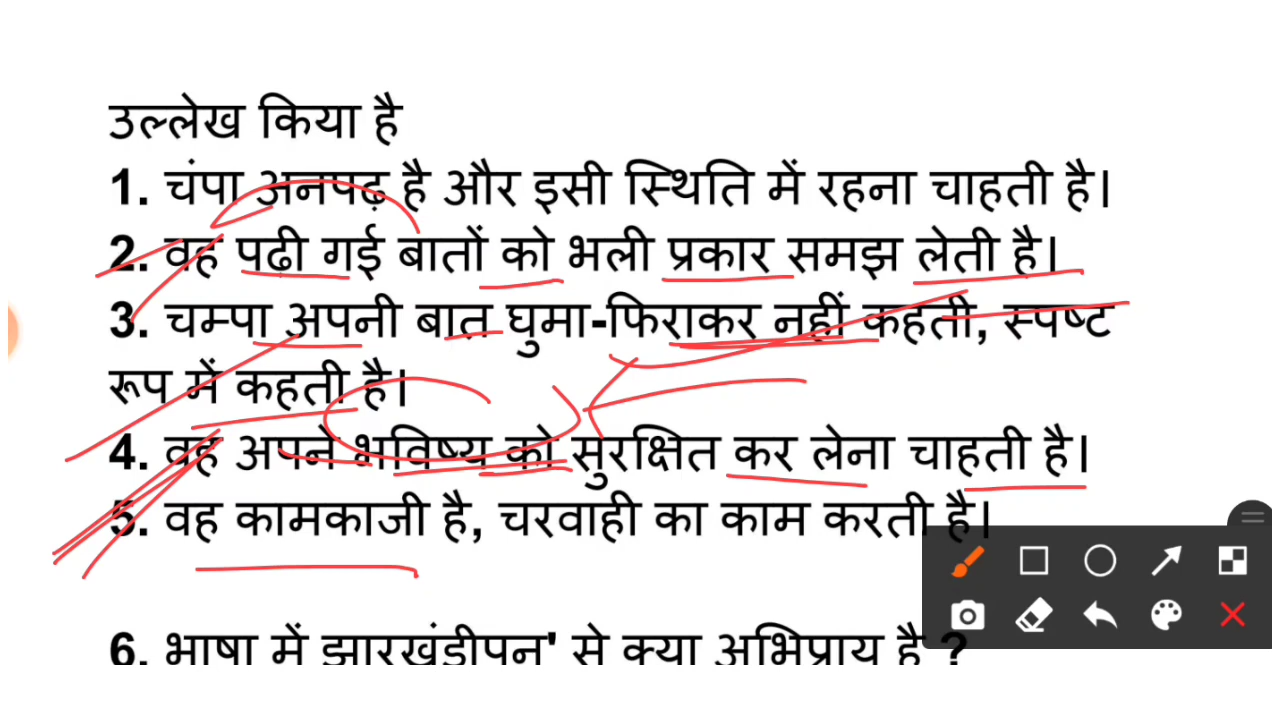 उल्लेख किया है
1. चंपा अनपढ़ है और इसी स्थिति में रहना चाहती है।
2. वह पढी गई बातों को भली प्रकार समझ लेती है।
3. चम्पा अपनी बात घुमा-फिराकर नहीं कहती, स्पष्ट
रूप में कहती है।
4. वह अपने भविष्य को सुरक्षित कर लेना चाहती है।
5. वह कामकाजी है, चरवाही का काम करती है।
6. भाषा में झारखंडीपन' से क्या अभिप्राय है ?